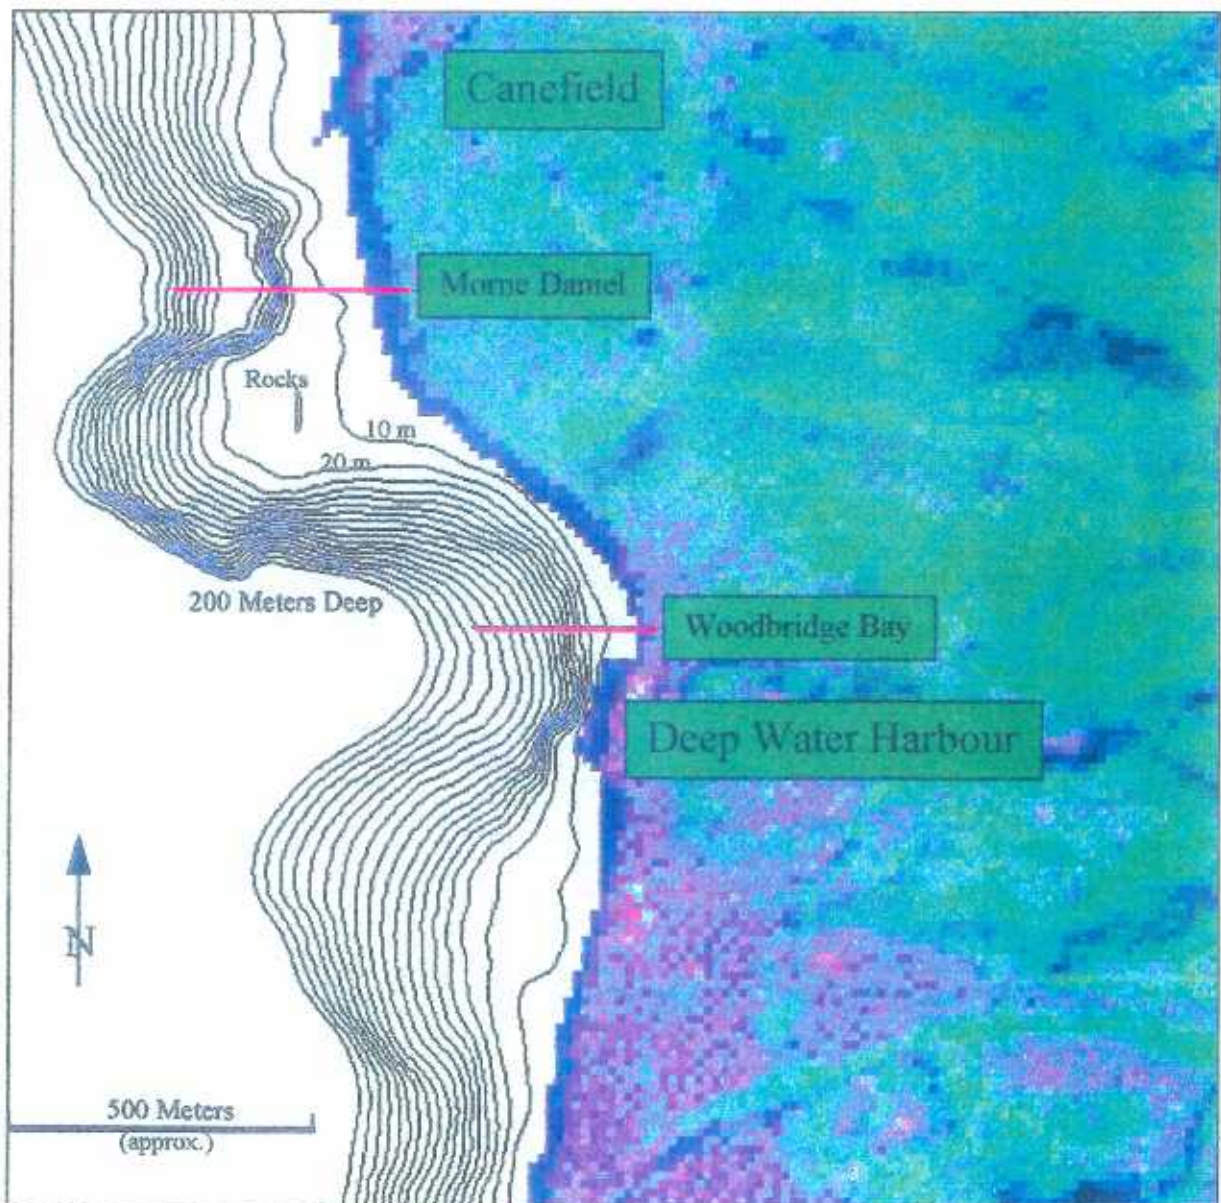 Canefield
Morne Daniel
Rocks
10 m
20 m
200 Meters Deep
Woodbridge Bay
Deep Water Harbour
N
500 Meters
(approx.)